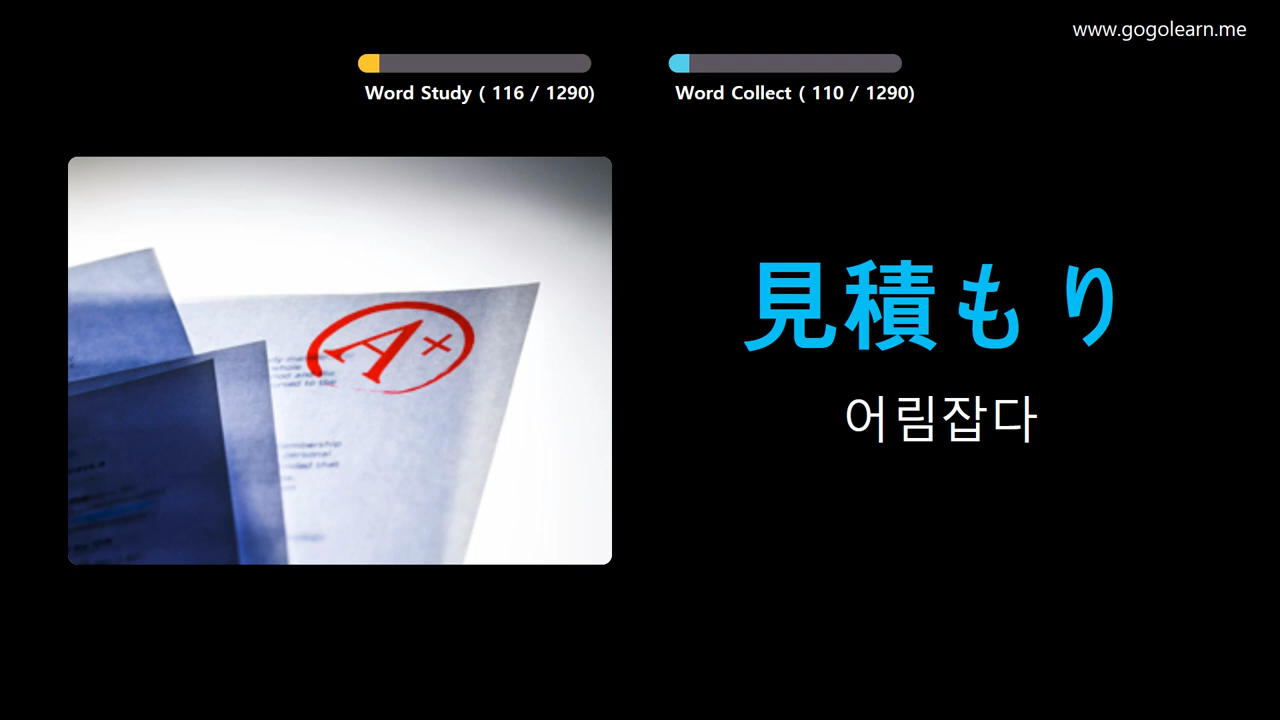 www.gogolearn.me
Word Study ( 116 / 1290)
Word Collect ( 110 / 1290)
A+
見積もり
어림잡다